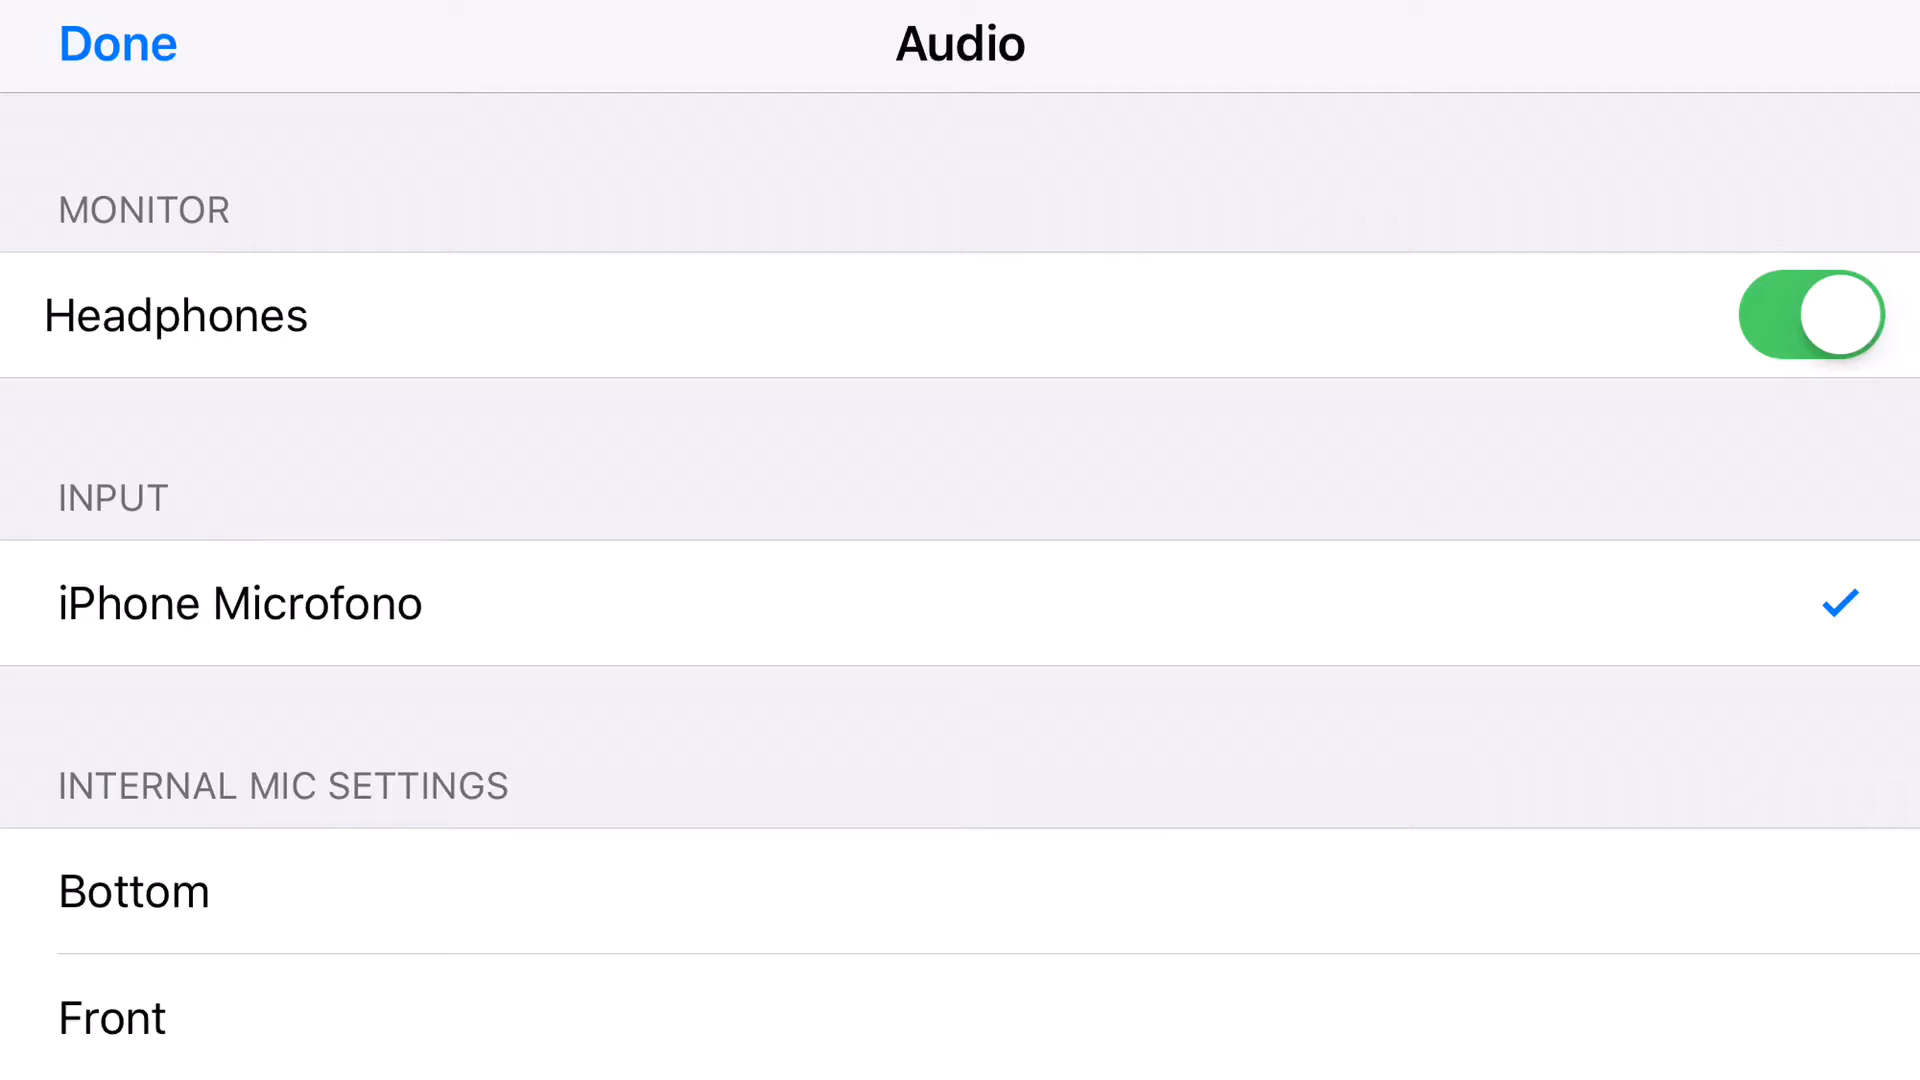 Done
Audio
MONITOR
Headphones
INPUT
iPhone Microfono
INTERNAL MIC SETTINGS
Bottom
Front